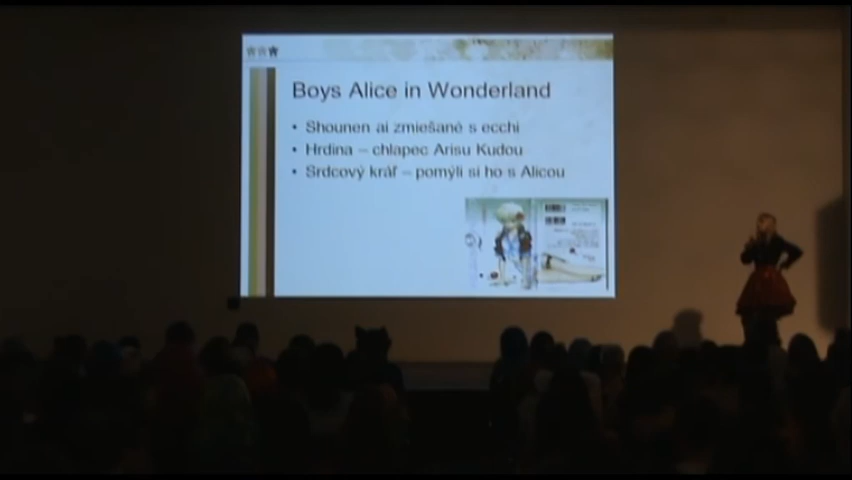 Boys Alice in Wonderland
• Shounen ai zmiešané s ecchi
• Hrdina – chlapec Arisu Kudou
• Srdcový kráľ – pomýli si ho s Alicou